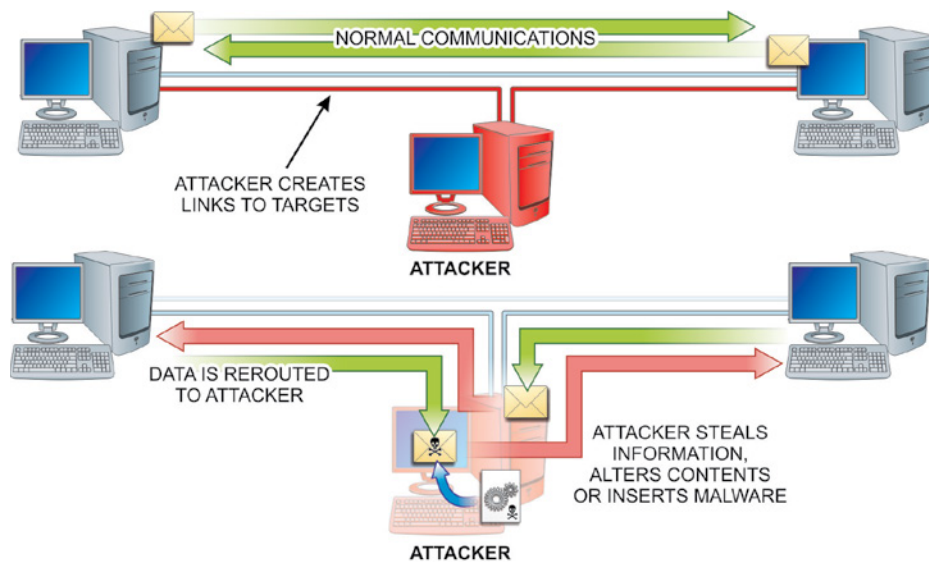 NORMAL COMMUNICATIONS
ATTACKER CREATES
LINKS TO TARGETS
ATTACKER
DATA IS REROUTED
TO ATTACKER
ATTACKER STEALS
INFORMATION,
ALTERS CONTENTS
OR INSERTS MALWARE
ATTACKER